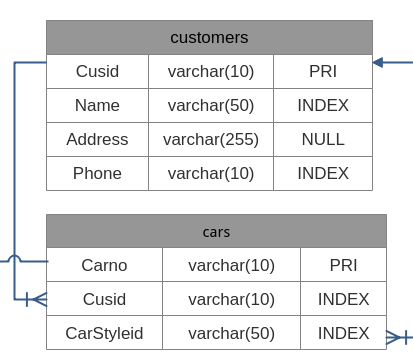 customers
Cusid varchar(10) PRI
Name varchar(50) INDEX
Address varchar(255) NULL
Phone varchar(10) INDEX
cars
Carno varchar(10) PRI
Cusid varchar(10) INDEX
CarStyleid varchar(50) INDEX